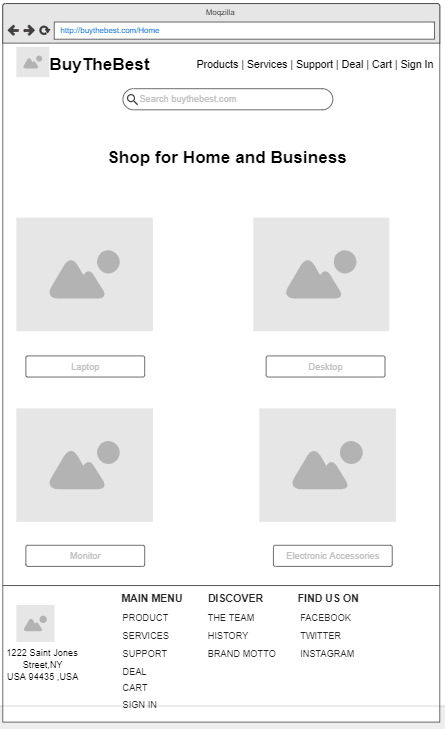 Moqzilla
http://buythebest.com/Home
BuyTheBest
Products | Services | Support | Deal | Cart | Sign In
Search buythebest.com
Shop for Home and Business
Laptop
Desktop
Monitor
Electronic Accessories
1222 Saint Jones
Street,NY
USA 94435 ,USA
MAIN MENU
PRODUCT
SERVICES
SUPPORT
DEAL
CART
SIGN IN
DISCOVER
THE TEAM
HISTORY
BRAND MOTTO
FIND US ON
FACEBOOK
TWITTER
INSTAGRAM